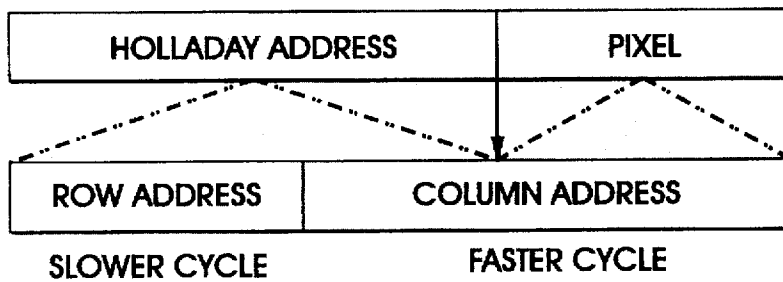 HOLLADAY ADDRESS PIXEL
ROW ADDRESS COLUMN ADDRESS
SLOWER CYCLE FASTER CYCLE